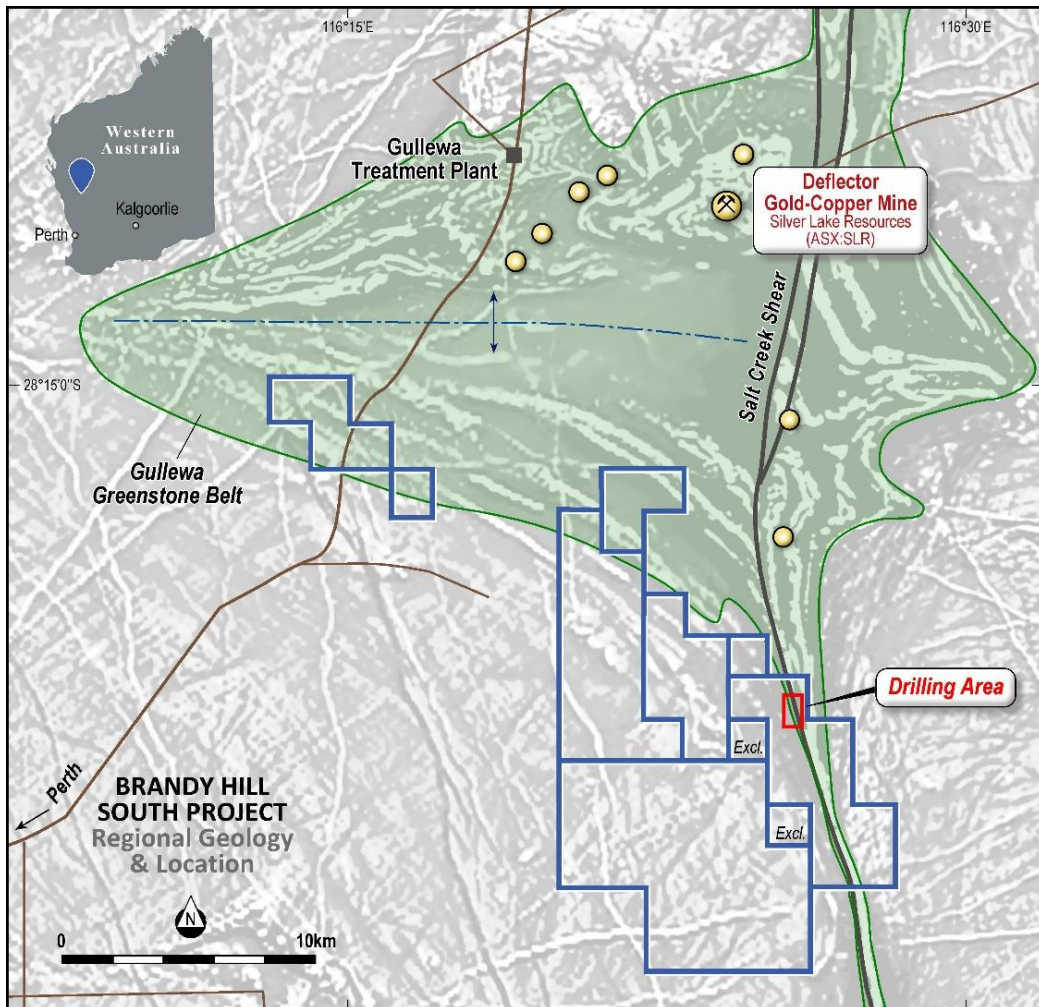 116°15'E
116°30'E
Western
Australia
Kalgoorlie
Perth
Gullewa
Treatment Plant
Deflector
Gold-Copper Mine
Silver Lake Resources
(ASX:SLR)
Salt Creek Shear
28°15'0"S
Gullewa
Greenstone Belt
Drilling Area
Excl.
Excl.
Perth
BRANDY HILL
SOUTH PROJECT
Regional Geology
& Location
N
0
10km